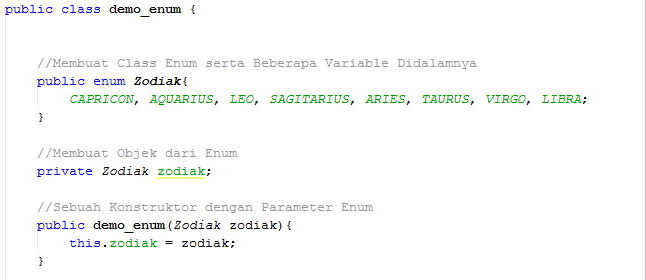 public class demo_enum {
//Membuat Class Enum serta Beberapa Variable Didalamnya
public enum Zodiak{
CAPRICON, AQUARIUS, LEO, SAGITARIUS, ARIES, TAURUS, VIRGO, LIBRA;
}
//Membuat Objek dari Enum
private Zodiak zodiak;
//Sebuah Konstruktor dengan Parameter Enum
public demo_enum(Zodiak zodiak){
this.zodiak = zodiak;
}